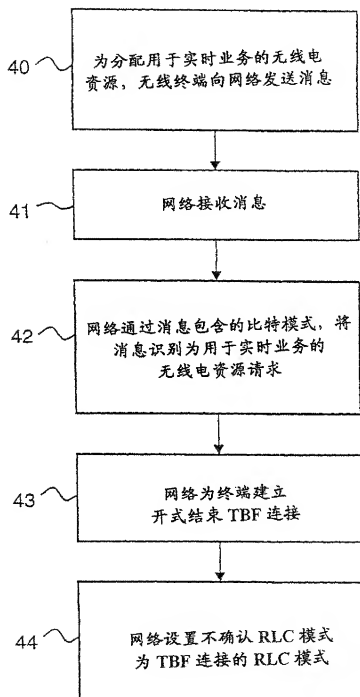 40
为分配用于实时业务的无线电
资源，无线终端向网络发送消息
41
网络接收消息
42
网络通过消息包含的比特模式，将
消息识别为用于实时业务的
无线电资源请求
43
网络为终端建立
开式结束 TBF 连接
44
网络设置不确认 RLC 模式
为 TBF 连接的 RLC 模式